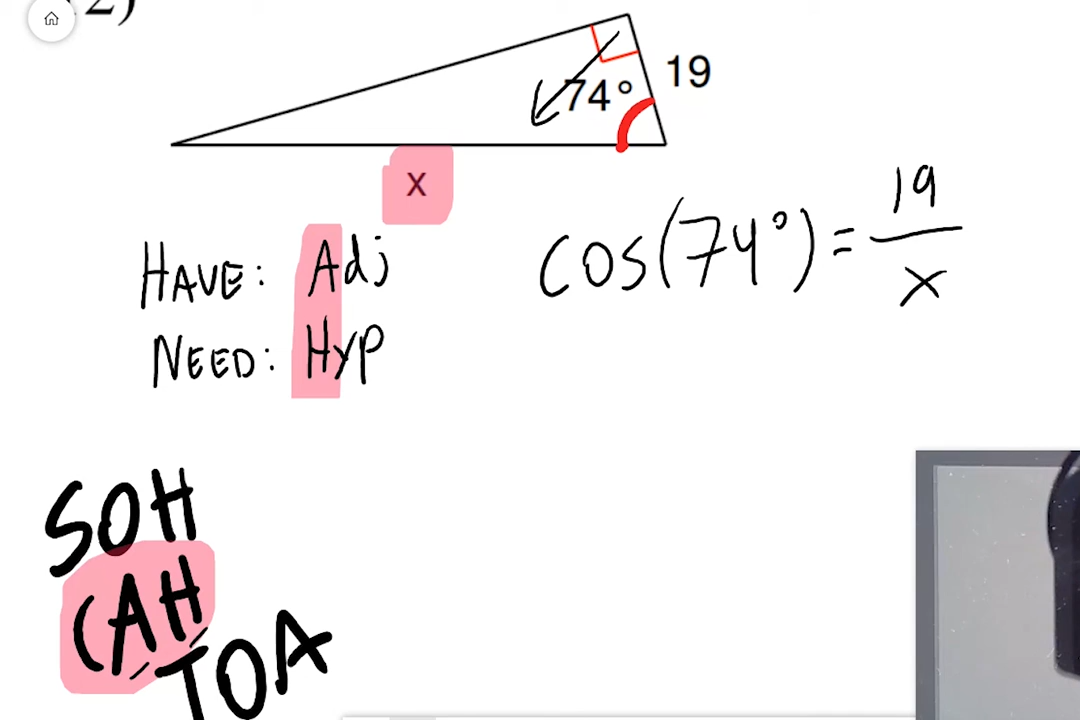 2)
74° 19
x
HAVE: Adj
NEED: Hyp
cos(74°) = 19/x
SOH
CAH
TOA